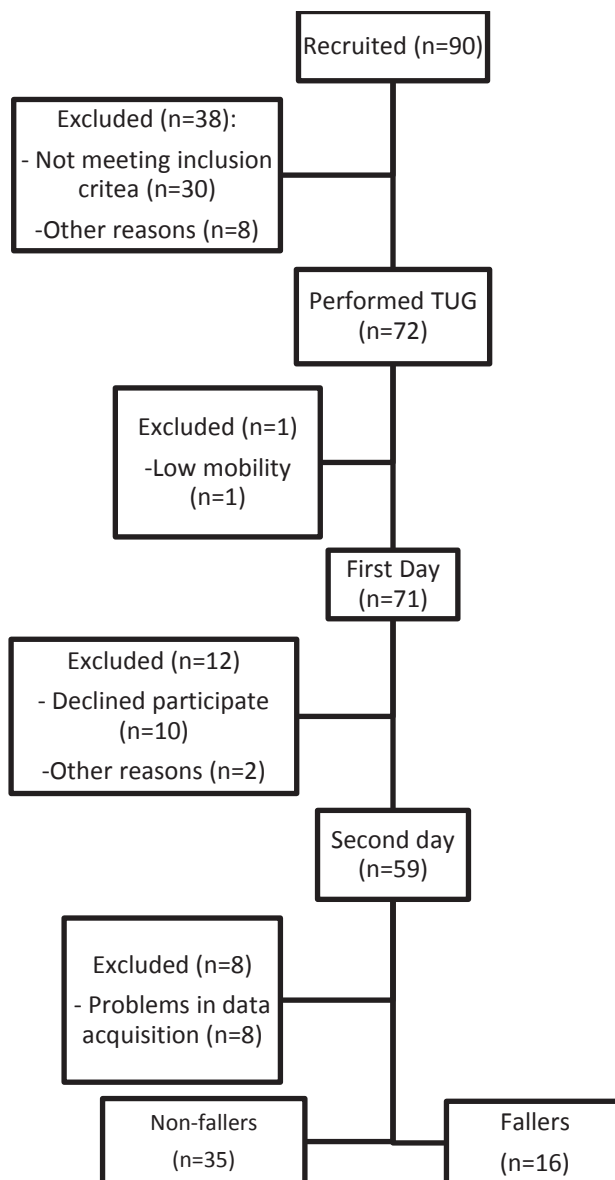 Recruited (n=90)
Excluded (n=38):
- Not meeting inclusion
critea (n=30)
-Other reasons (n=8)
Performed TUG
(n=72)
Excluded (n=1)
-Low mobility
(n=1)
First Day
(n=71)
Excluded (n=12)
- Declined participate
(n=10)
-Other reasons (n=2)
Second day
(n=59)
Excluded (n=8)
- Problems in data
acquisition (n=8)
Non-fallers
(n=35)
Fallers
(n=16)